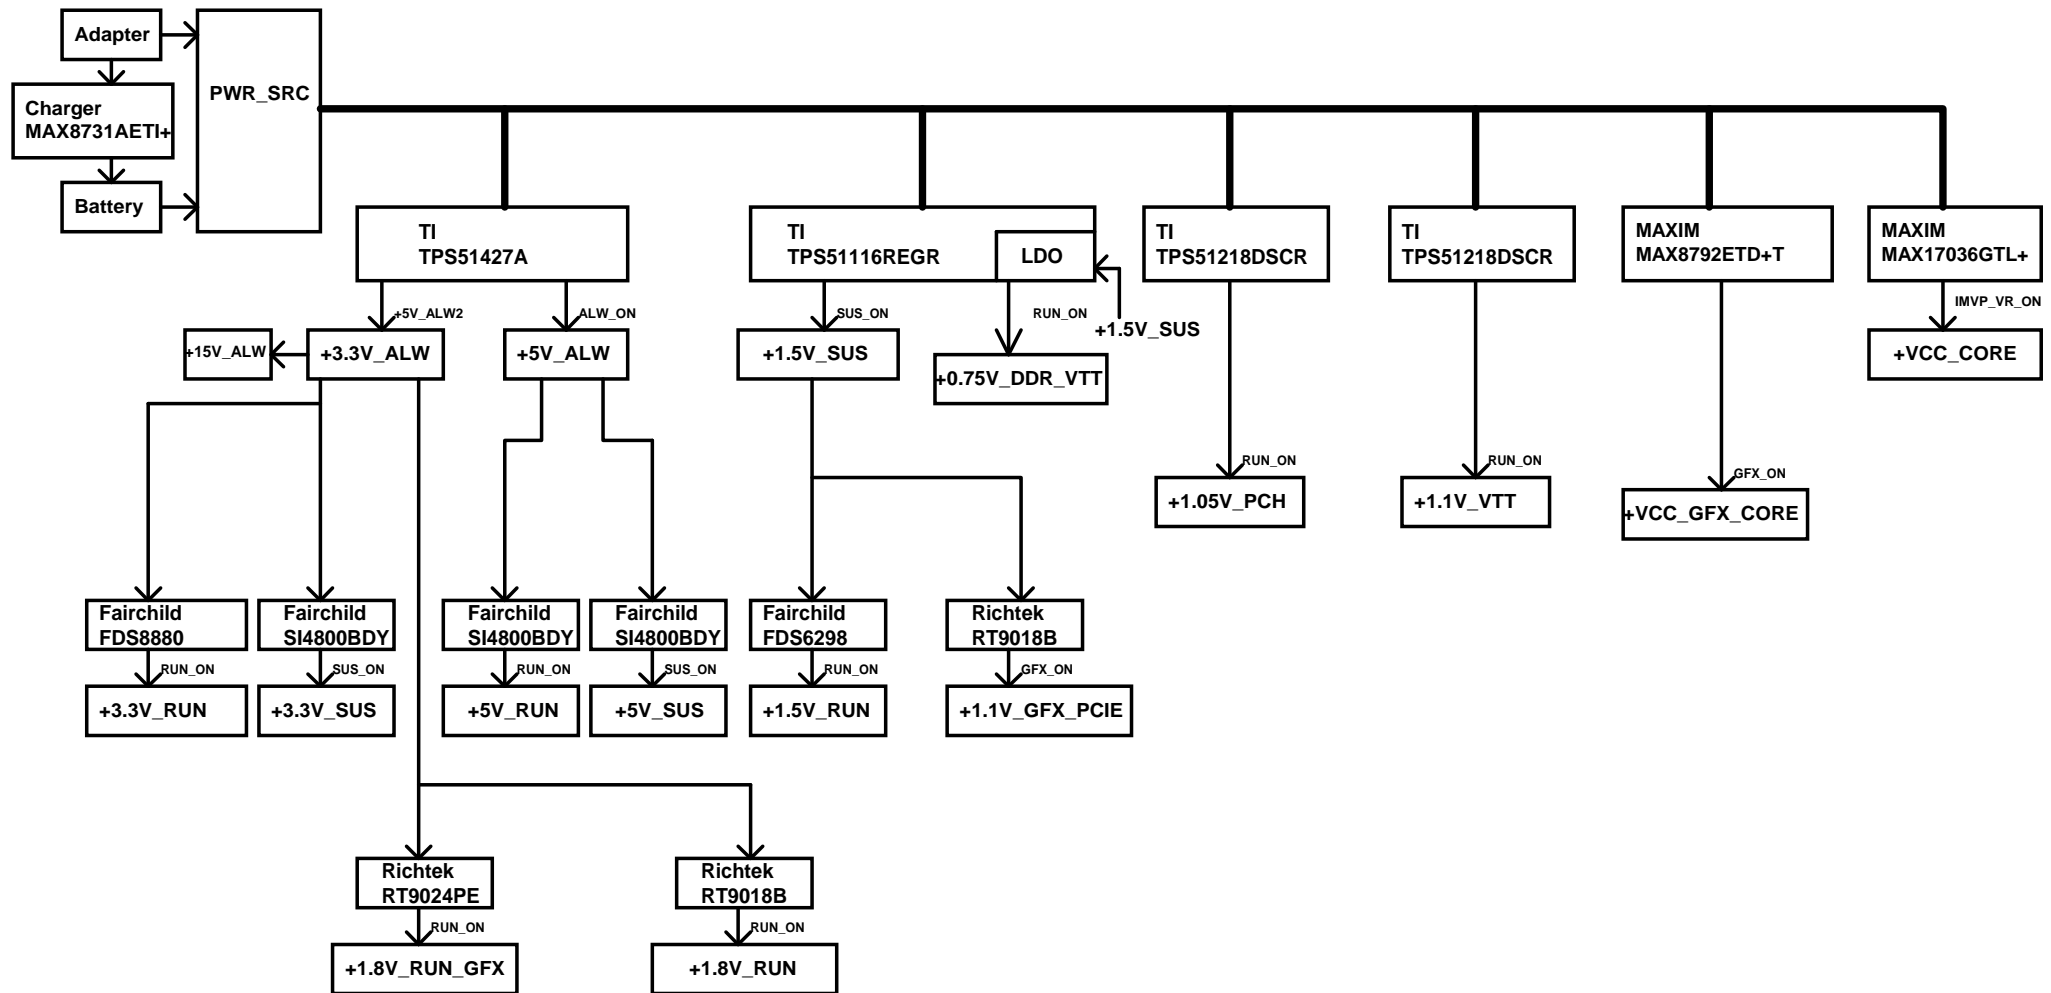 Adapter
PWR_SRC
Charger
MAX8731AETI+
Battery
TI
TPS51427A
TI
TPS51116REGR
LDO
TI
TPS51218DSCR
TI
TPS51218DSCR
MAXIM
MAX8792ETD+T
MAXIM
MAX17036GTL+
+5V_ALW2
ALW_ON
SUS_ON
RUN_ON
+1.5V_SUS
IMVP_VR_ON
+15V_ALW
+3.3V_ALW
+5V_ALW
+1.5V_SUS
+0.75V_DDR_VTT
+VCC_CORE
RUN_ON
RUN_ON
GFX_ON
+1.05V_PCH
+1.1V_VTT
+VCC_GFX_CORE
Fairchild
FDS8880
Fairchild
SI4800BDY
Fairchild
SI4800BDY
Fairchild
SI4800BDY
Fairchild
FDS6298
Richtek
RT9018B
RUN_ON
SUS_ON
RUN_ON
SUS_ON
RUN_ON
GFX_ON
+3.3V_RUN
+3.3V_SUS
+5V_RUN
+5V_SUS
+1.5V_RUN
+1.1V_GFX_PCIE
Richtek
RT9024PE
Richtek
RT9018B
RUN_ON
RUN_ON
+1.8V_RUN_GFX
+1.8V_RUN